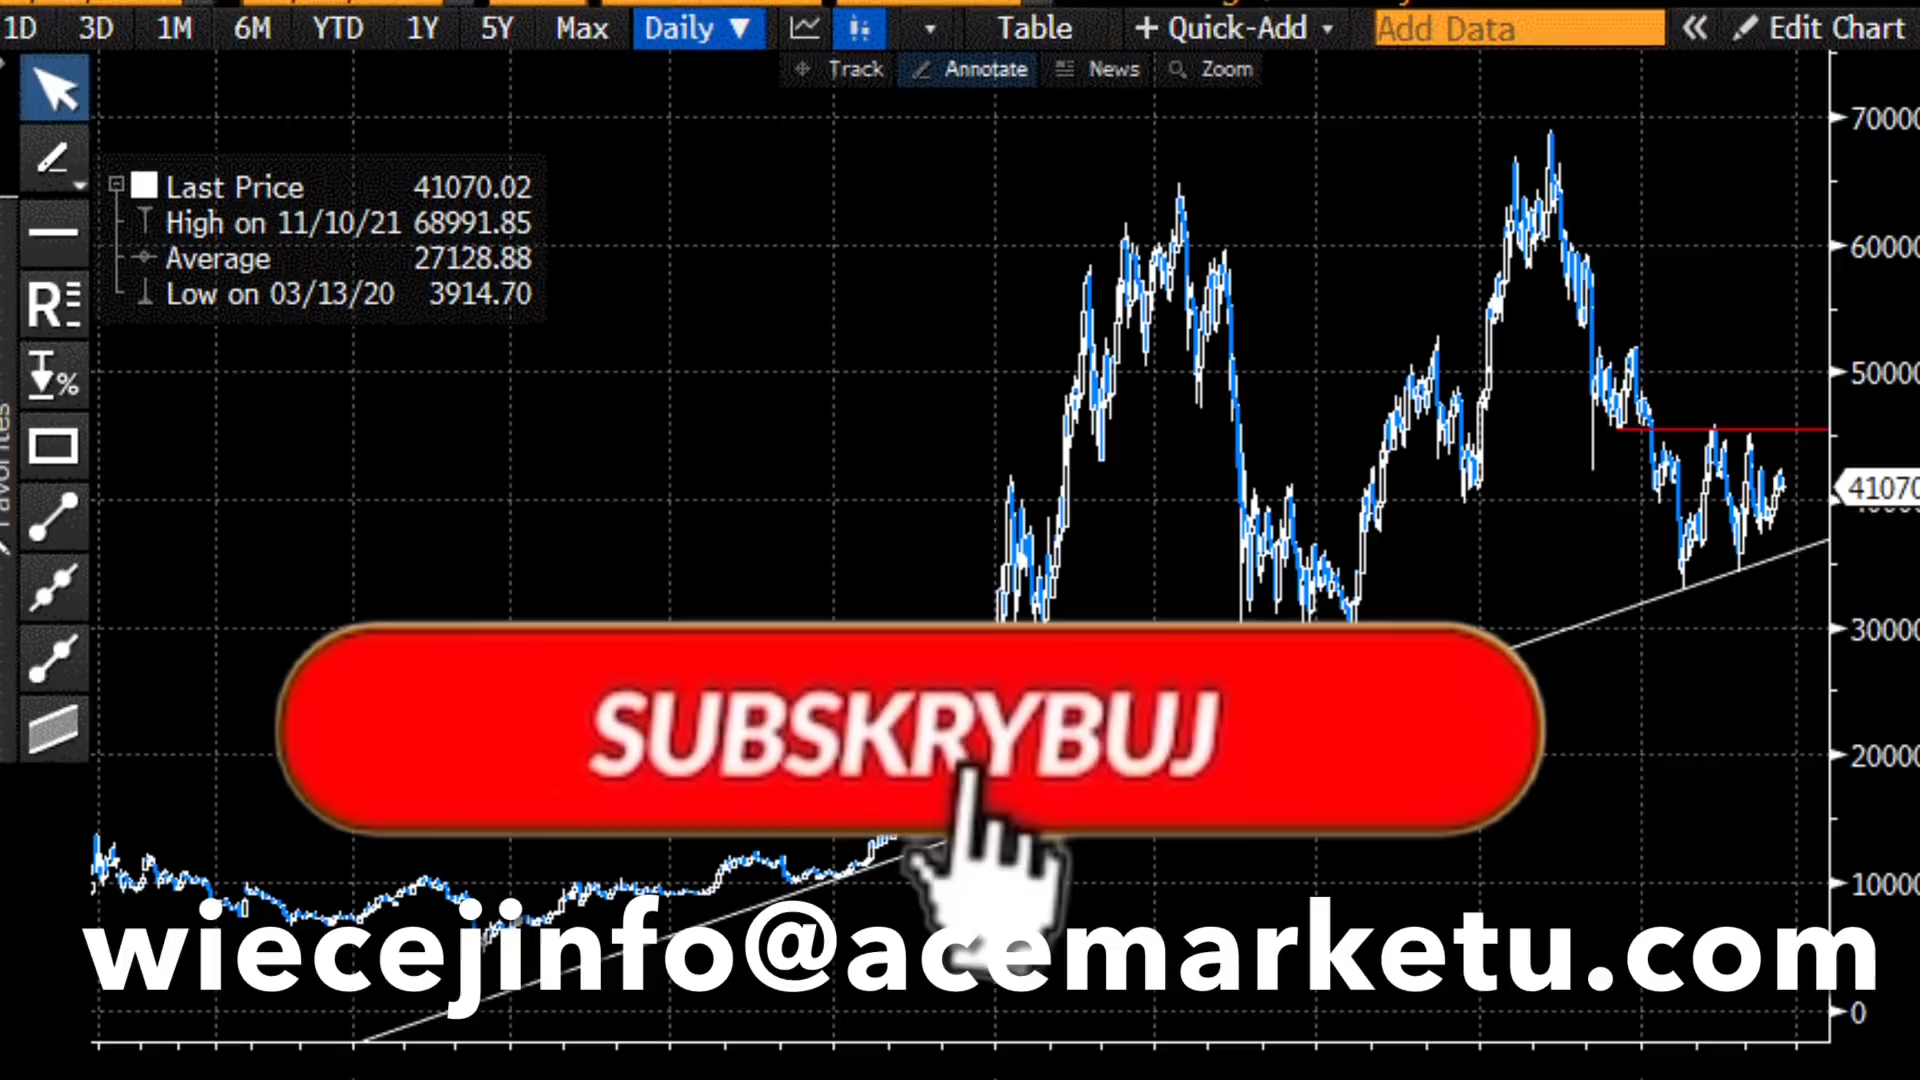 1D 3D 1M 6M YTD 1Y 5Y Max Daily ▼ Table + Quick-Add Add Data « Edit Chart
Track Annotate News Zoom
Last Price 41070.02
High on 11/10/21 68991.85
Average 27128.88
Low on 03/13/20 3914.70
R
%
70000
60000
50000
41070
30000
20000
10000
0
SUBSKRYBUJ
wiecejinfo@acemarketu.com